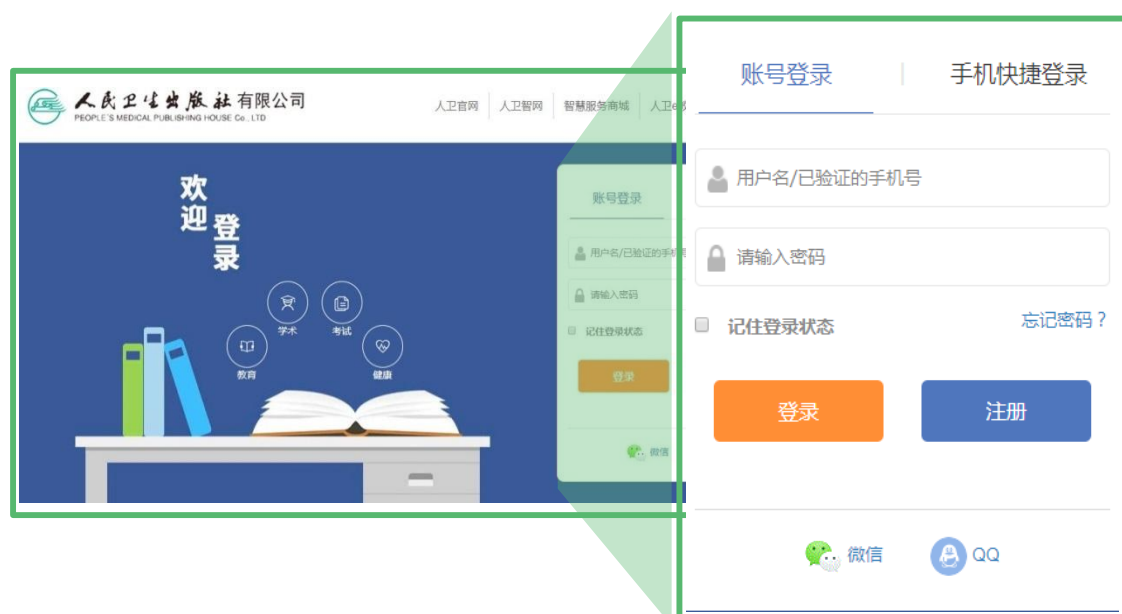 人民卫生出版社有限公司
PEOPLE'S MEDICAL PUBLISHING HOUSE Co., LTD
人卫官网
人卫智网
智慧服务商城
人卫e
欢迎
登录
学术
考试
教育
健康
账号登录
用户名/已验证的手机号
请输入密码
记住登录状态
登录
微信
账号登录
手机快捷登录
用户名/已验证的手机号
请输入密码
记住登录状态
忘记密码？
登录
注册
微信
QQ